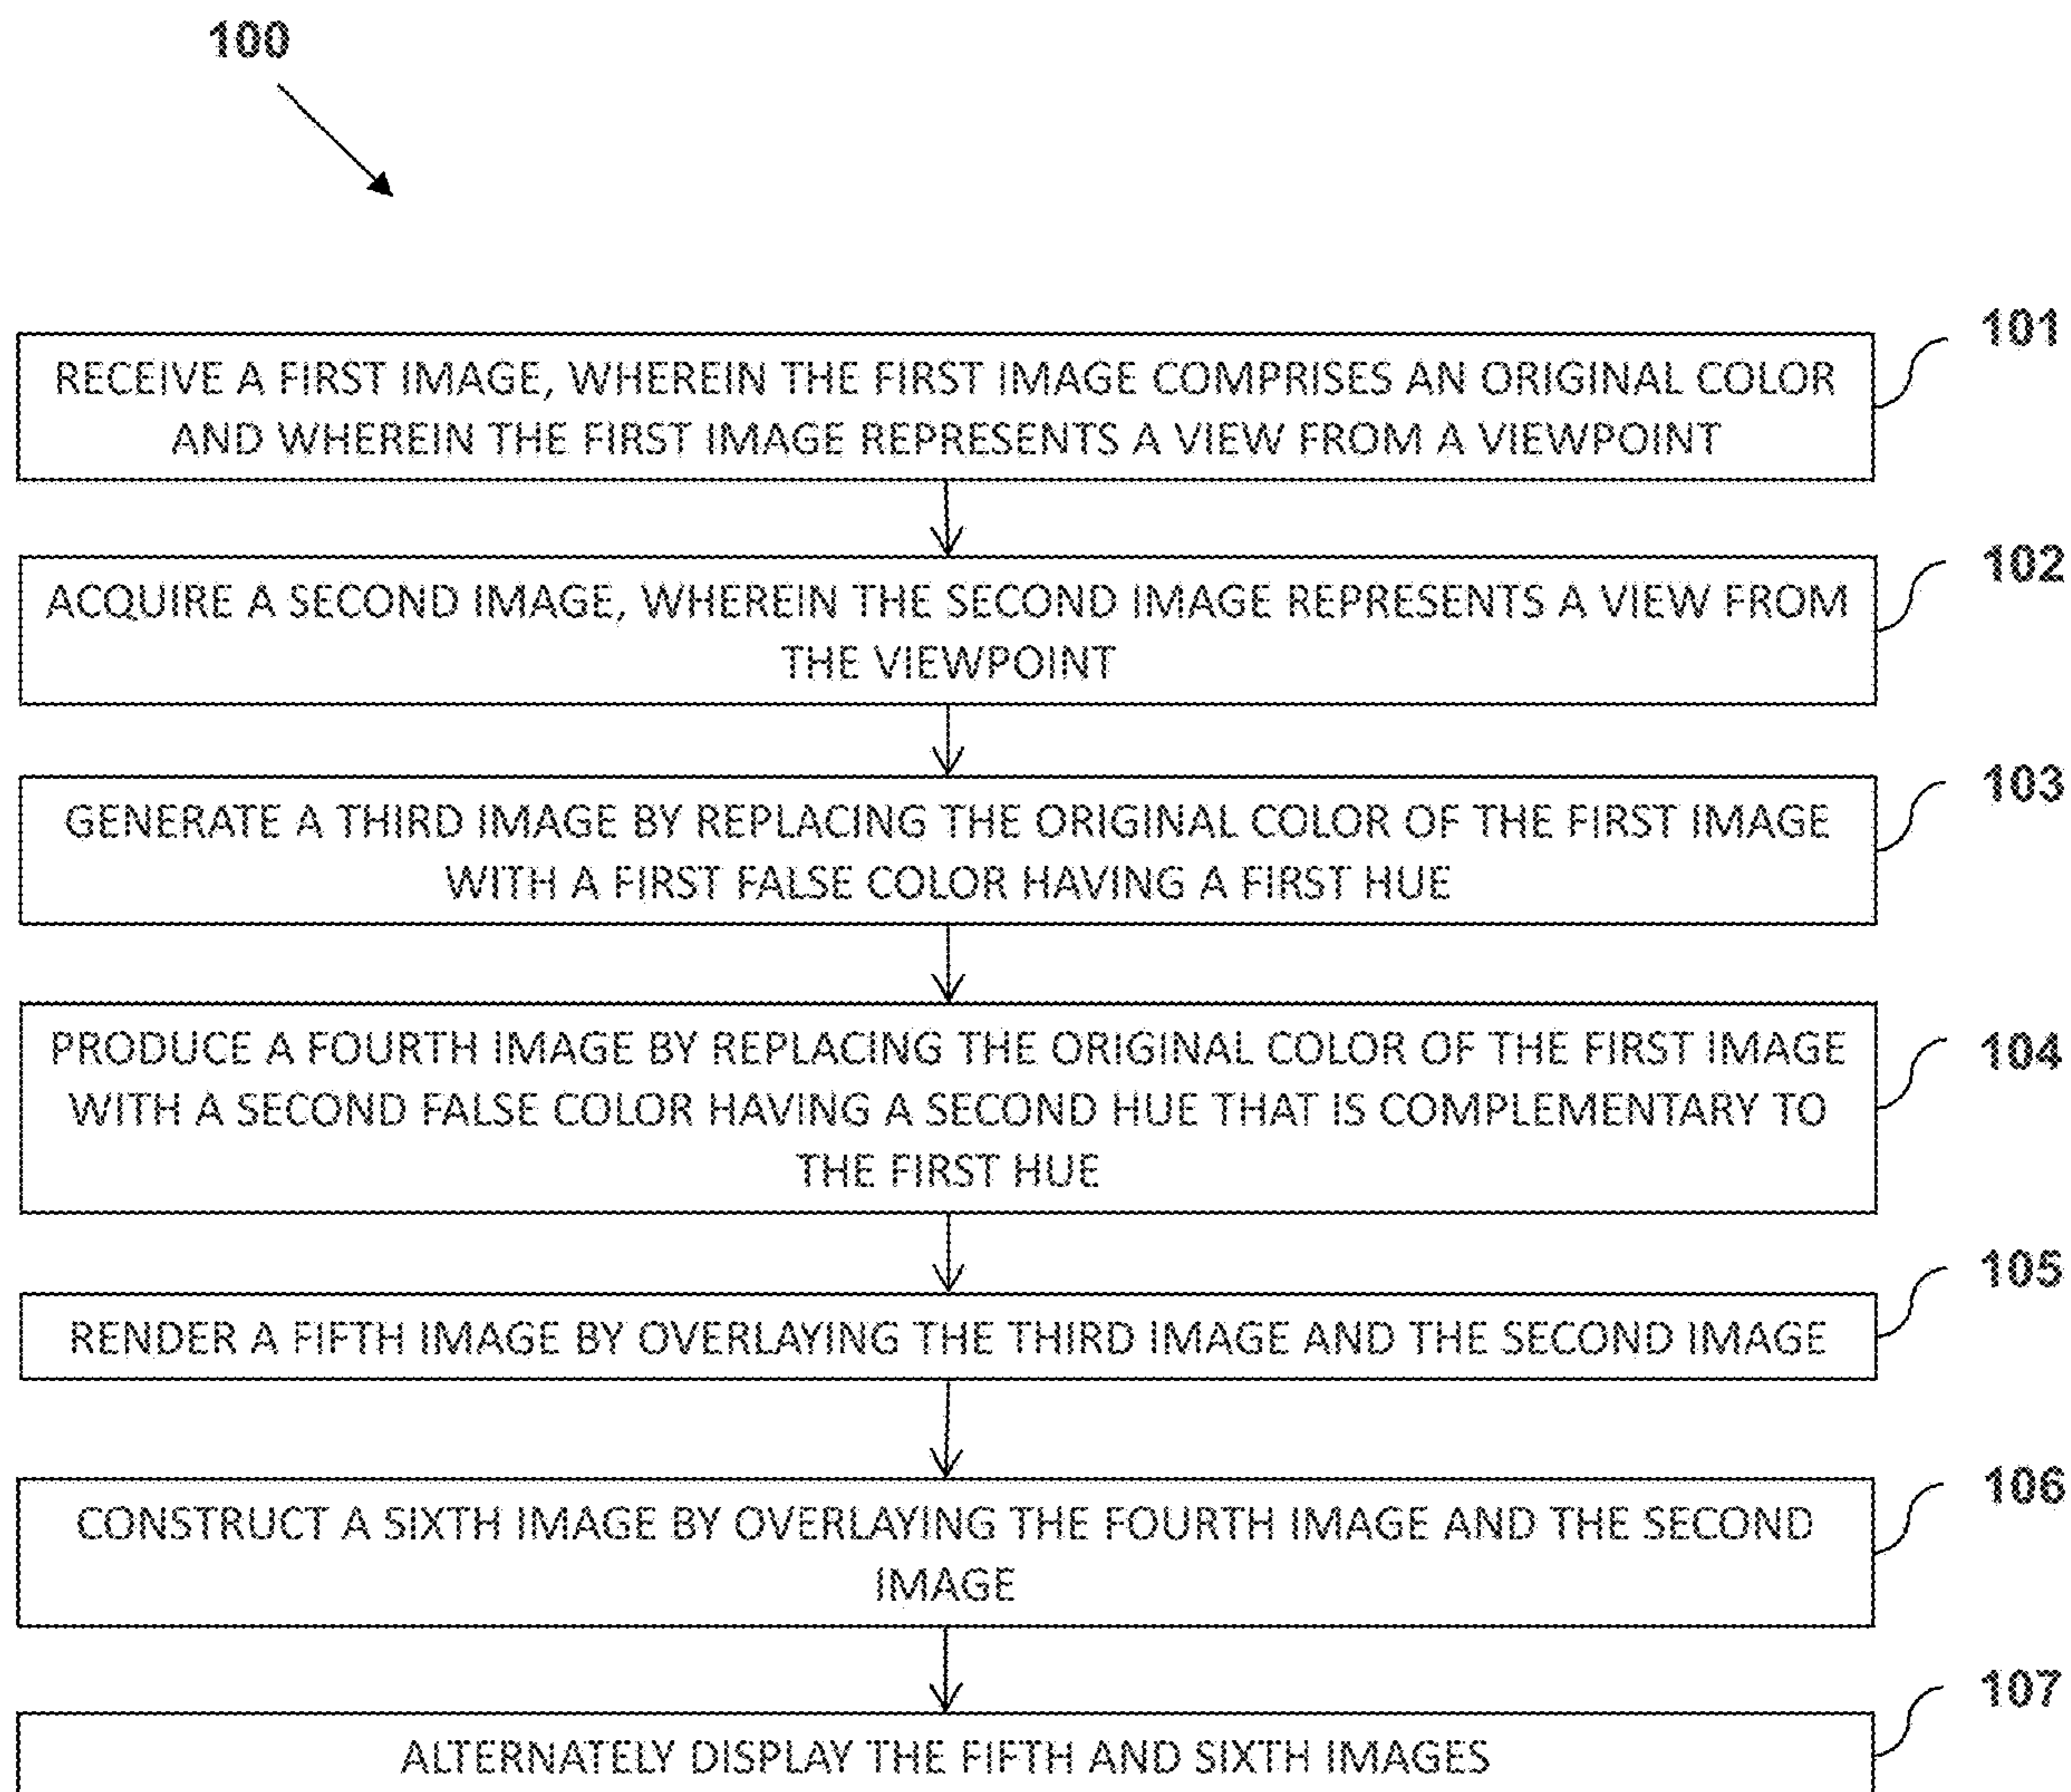 100
101
RECEIVE A FIRST IMAGE, WHEREIN THE FIRST IMAGE COMPRISES AN ORIGINAL COLOR
AND WHEREIN THE FIRST IMAGE REPRESENTS A VIEW FROM A VIEWPOINT
102
ACQUIRE A SECOND IMAGE, WHEREIN THE SECOND IMAGE REPRESENTS A VIEW FROM
THE VIEWPOINT
103
GENERATE A THIRD IMAGE BY REPLACING THE ORIGINAL COLOR OF THE FIRST IMAGE
WITH A FIRST FALSE COLOR HAVING A FIRST HUE
104
PRODUCE A FOURTH IMAGE BY REPLACING THE ORIGINAL COLOR OF THE FIRST IMAGE
WITH A SECOND FALSE COLOR HAVING A SECOND HUE THAT IS COMPLEMENTARY TO
THE FIRST HUE
105
RENDER A FIFTH IMAGE BY OVERLAYING THE THIRD IMAGE AND THE SECOND IMAGE
106
CONSTRUCT A SIXTH IMAGE BY OVERLAYING THE FOURTH IMAGE AND THE SECOND
IMAGE
107
ALTERNATELY DISPLAY THE FIFTH AND SIXTH IMAGES